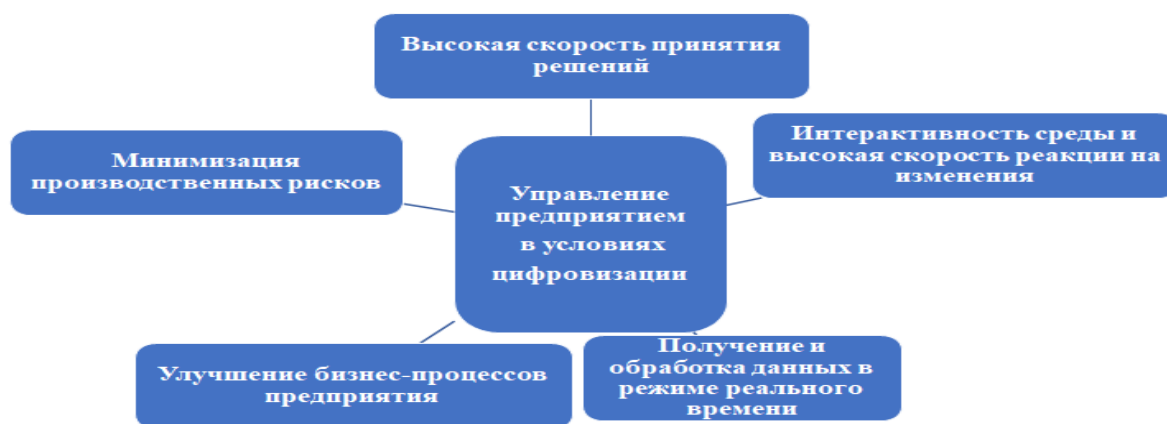 Высокая скорость принятия
решений
Минимизация
производственных рисков
Интерактивность среды и
высокая скорость реакции на
изменения
Управление
предприятием
в условиях
цифровизации
Улучшение бизнес-процессов
предприятия
Получение и
обработка данных в
режиме реального
времени